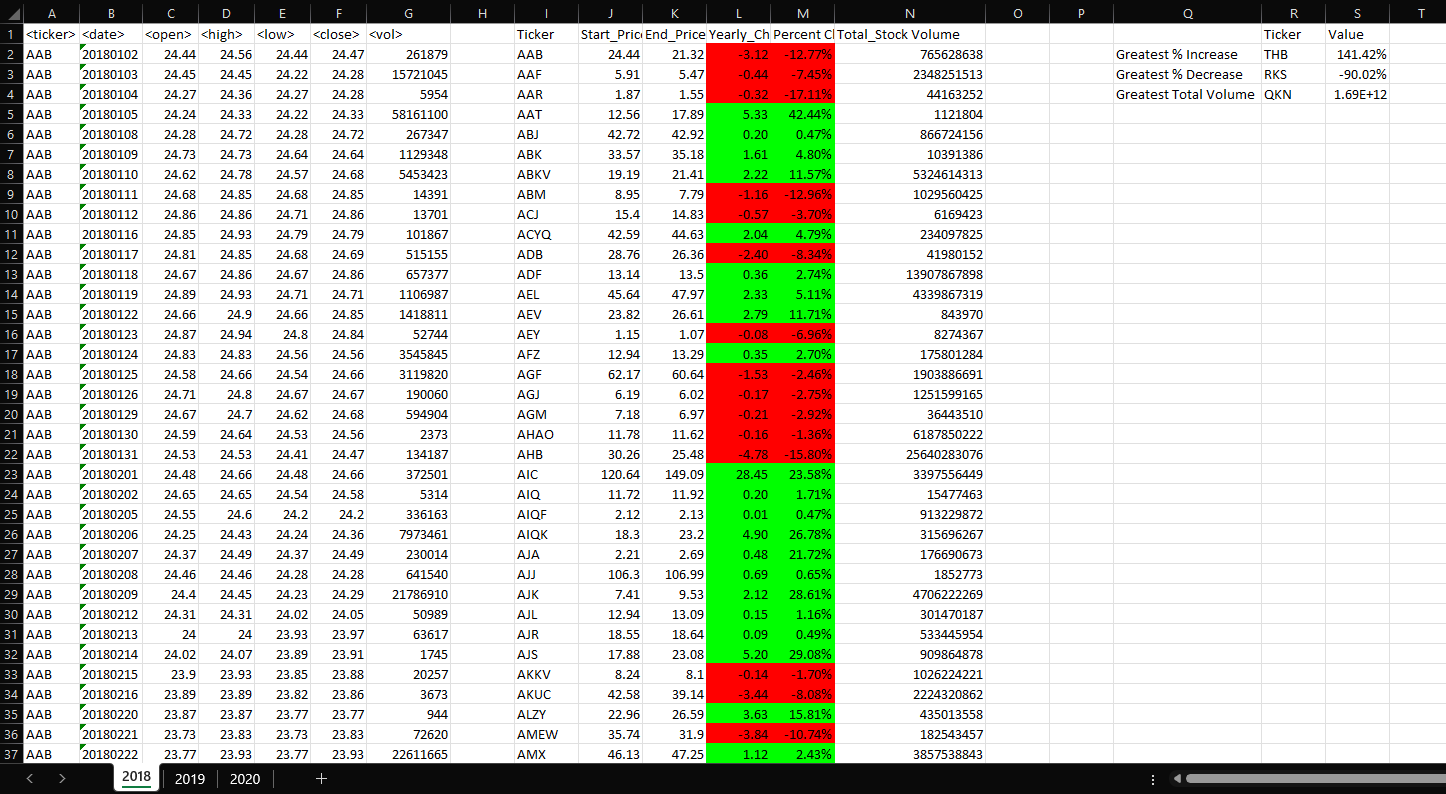 A B C D E F G H I J K L M N O P Q R S T
1 <ticker> <date> <open> <high> <low> <close> <vol> Ticker Start_Pric End_Price Yearly_Ch Percent Cl Total_Stock Volume Ticker Value
2 AAB 20180102 24.44 24.56 24.44 24.47 261879 AAB 24.44 21.32 -3.12 -12.77% 765628638 Greatest % Increase THB 141.42%
3 AAB 20180103 24.45 24.45 24.22 24.28 15721045 AAF 5.91 5.47 -0.44 -7.45% 2348251513 Greatest % Decrease RKS -90.02%
4 AAB 20180104 24.27 24.36 24.27 24.28 5954 AAR 1.87 1.55 -0.32 -17.11% 44163252 Greatest Total Volume QKN 1.69E+12
5 AAB 20180105 24.24 24.33 24.22 24.33 58161100 AAT 12.56 17.89 5.33 42.44% 1121804
6 AAB 20180108 24.28 24.72 24.28 24.72 267347 ABJ 42.72 42.92 0.20 0.47% 866724156
7 AAB 20180109 24.73 24.73 24.64 24.64 1129348 ABK 33.57 35.18 1.61 4.80% 10391386
8 AAB 20180110 24.62 24.78 24.57 24.68 5453423 ABKV 19.19 21.41 2.22 11.57% 5324614313
9 AAB 20180111 24.68 24.85 24.68 24.85 14391 ABM 8.95 7.79 -1.16 -12.96% 1029560425
10 AAB 20180112 24.86 24.86 24.71 24.86 13701 ACJ 15.4 14.83 -0.57 -3.70% 6169423
11 AAB 20180116 24.85 24.93 24.79 24.79 101867 ACYQ 42.59 44.63 2.04 4.79% 234097825
12 AAB 20180117 24.81 24.85 24.68 24.69 515155 ADB 28.76 26.36 -2.40 -8.34% 41980152
13 AAB 20180118 24.67 24.86 24.67 24.86 657377 ADF 13.14 13.5 0.36 2.74% 13907867898
14 AAB 20180119 24.89 24.93 24.71 24.71 1106987 AEL 45.64 47.97 2.33 5.11% 4339867319
15 AAB 20180122 24.66 24.9 24.66 24.85 1418811 AEV 23.82 26.61 2.79 11.71% 843970
16 AAB 20180123 24.87 24.94 24.8 24.84 52744 AEY 1.15 1.07 -0.08 -6.96% 8274367
17 AAB 20180124 24.83 24.83 24.56 24.56 3545845 AFZ 12.94 13.29 0.35 2.70% 175801284
18 AAB 20180125 24.58 24.66 24.54 24.66 3119820 AGF 62.17 60.64 -1.53 -2.46% 1903886691
19 AAB 20180126 24.71 24.8 24.67 24.67 190060 AGJ 6.19 6.02 -0.17 -2.75% 1251599165
20 AAB 20180129 24.67 24.7 24.62 24.68 594904 AGM 7.18 6.97 -0.21 -2.92% 36443510
21 AAB 20180130 24.59 24.64 24.53 24.56 2373 AHAO 11.78 11.62 -0.16 -1.36% 6187850222
22 AAB 20180131 24.53 24.53 24.41 24.47 134187 AHB 30.26 25.48 -4.78 -15.80% 25640283076
23 AAB 20180201 24.48 24.66 24.48 24.66 372501 AIC 120.64 149.09 28.45 23.58% 3397556449
24 AAB 20180202 24.65 24.65 24.54 24.58 5314 AIQ 11.72 11.92 0.20 1.71% 15477463
25 AAB 20180205 24.55 24.6 24.2 24.2 336163 AIQF 2.12 2.13 0.01 0.47% 913229872
26 AAB 20180206 24.25 24.43 24.24 24.36 7973461 AIQK 18.3 23.2 4.90 26.78% 315696267
27 AAB 20180207 24.37 24.49 24.37 24.49 230014 AJA 2.21 2.69 0.48 21.72% 176690673
28 AAB 20180208 24.46 24.46 24.28 24.28 641540 AJJ 106.3 106.99 0.69 0.65% 1852773
29 AAB 20180209 24.4 24.45 24.23 24.29 21786910 AJK 7.41 9.53 2.12 28.61% 4706222269
30 AAB 20180212 24.31 24.31 24.02 24.05 50989 AJL 12.94 13.09 0.15 1.16% 301470187
31 AAB 20180213 24 24 23.93 23.97 63617 AJR 18.55 18.64 0.09 0.49% 533445954
32 AAB 20180214 24.02 24.07 23.89 23.91 1745 AJS 17.88 23.08 5.20 29.08% 909864878
33 AAB 20180215 23.9 23.93 23.85 23.88 20257 AKKV 8.24 8.1 -0.14 -1.70% 1026224221
34 AAB 20180216 23.89 23.89 23.82 23.86 3673 AKUC 42.58 39.14 -3.44 -8.08% 2224320862
35 AAB 20180220 23.87 23.87 23.77 23.77 944 ALZY 22.96 26.59 3.63 15.81% 435013558
36 AAB 20180221 23.73 23.83 23.73 23.83 72620 AMEW 35.74 31.9 -3.84 -10.74% 182543457
37 AAB 20180222 23.77 23.93 23.77 23.93 22611665 AMX 46.13 47.25 1.12 2.43% 3857538843
2018 2019 2020